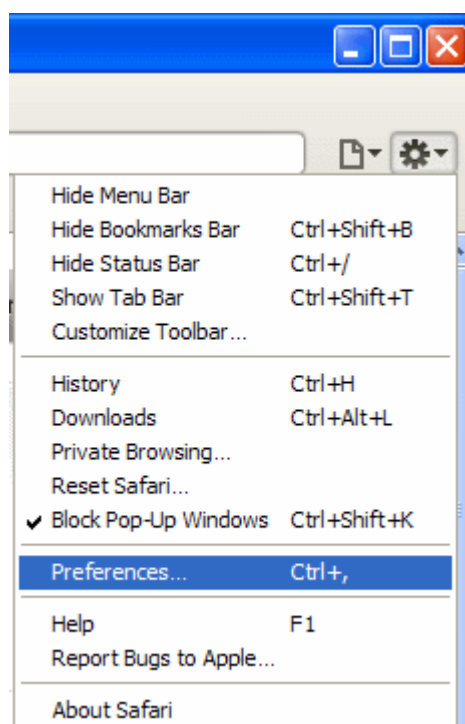 Hide Menu Bar
Hide Bookmarks Bar Ctrl+Shift+B
Hide Status Bar Ctrl+/
Show Tab Bar Ctrl+Shift+T
Customize Toolbar...
History Ctrl+H
Downloads Ctrl+Alt+L
Private Browsing...
Reset Safari...
Block Pop-Up Windows Ctrl+Shift+K
Preferences... Ctrl+,
Help F1
Report Bugs to Apple...
About Safari